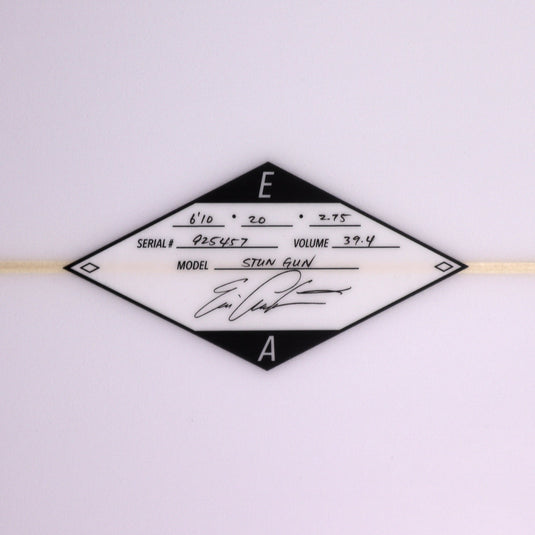 E
6'10 • 20 • 2.75
SERIAL# 925457 VOLUME 39.4
MODEL STUN GUN
A